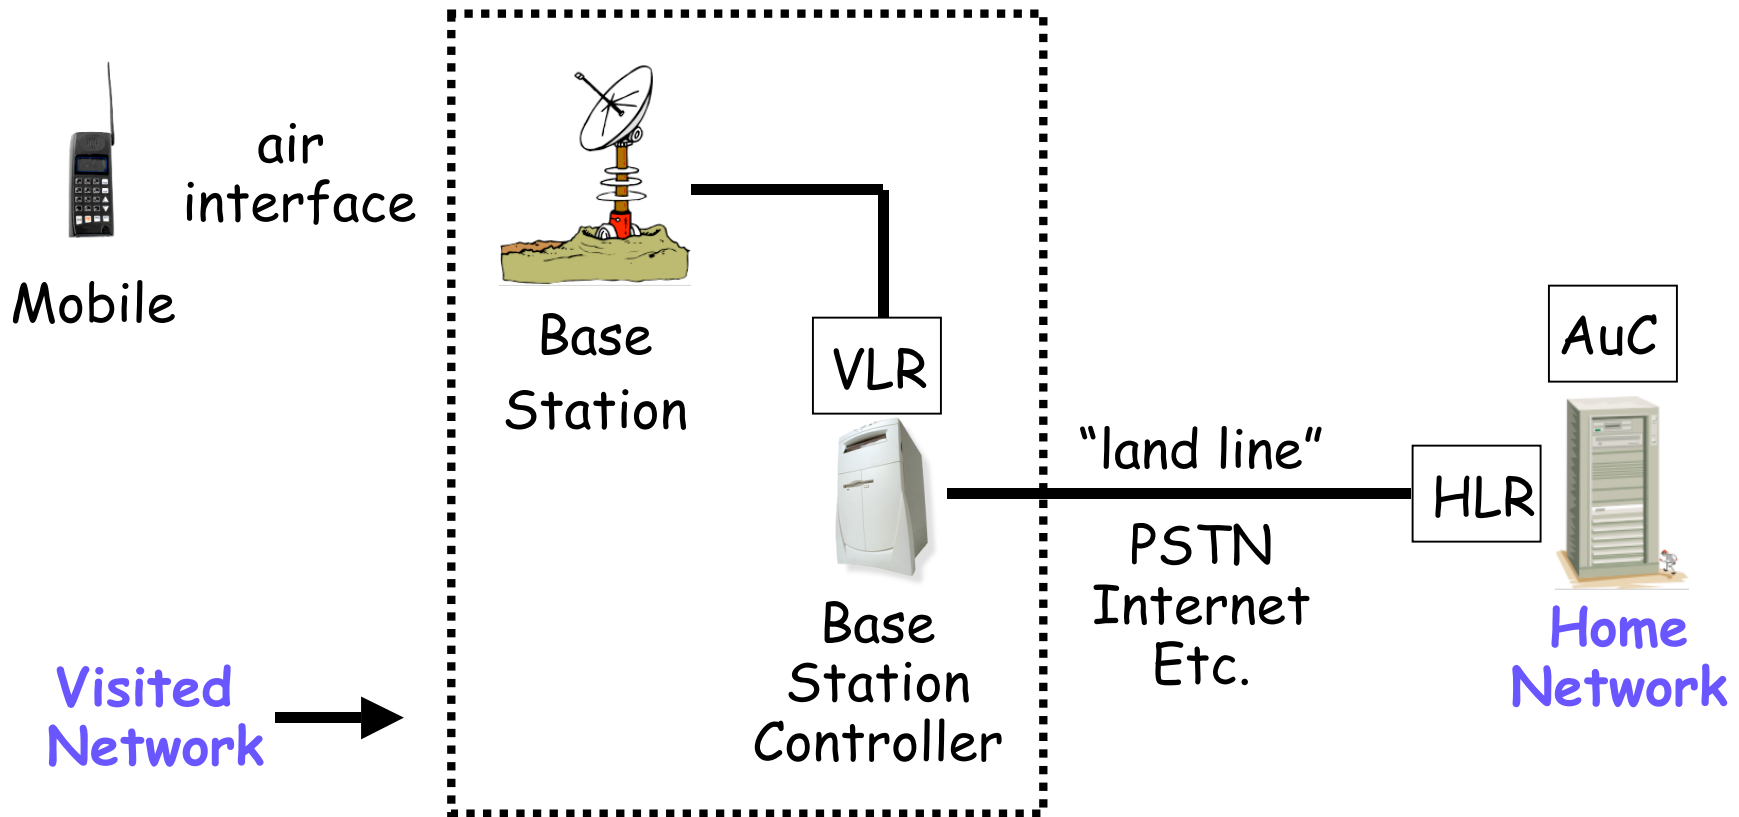 air
interface
Mobile
Base
Station
VLR
AuC
“land line”
HLR
PSTN
Internet
Etc.
Base
Station
Controller
Home
Network
Visited
Network